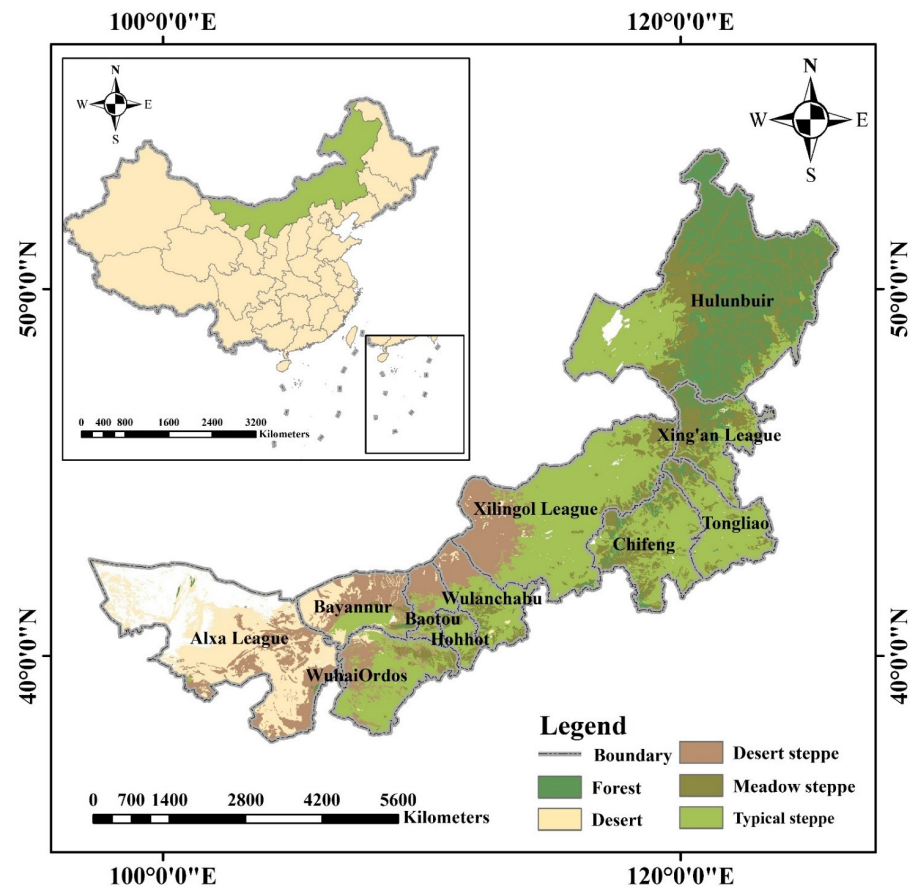 100°0'0"E 120°0'0"E
N
W E
S
0 400 800 1600 2400 3200
Kilometers
N
W E
S
50°0'0"N 50°0'0"N
Hulunbuir
Xing'an League
Xilingol League
Tongliao
Chifeng
Wulanchabu
Bayannur
Baotou
Hohhot
Alxa League
WuhaiOrdos
40°0'0"N 40°0'0"N
Legend
Boundary
Forest
Desert
Desert steppe
Meadow steppe
Typical steppe
0 700 1400 2800 4200 5600
Kilometers
100°0'0"E 120°0'0"E